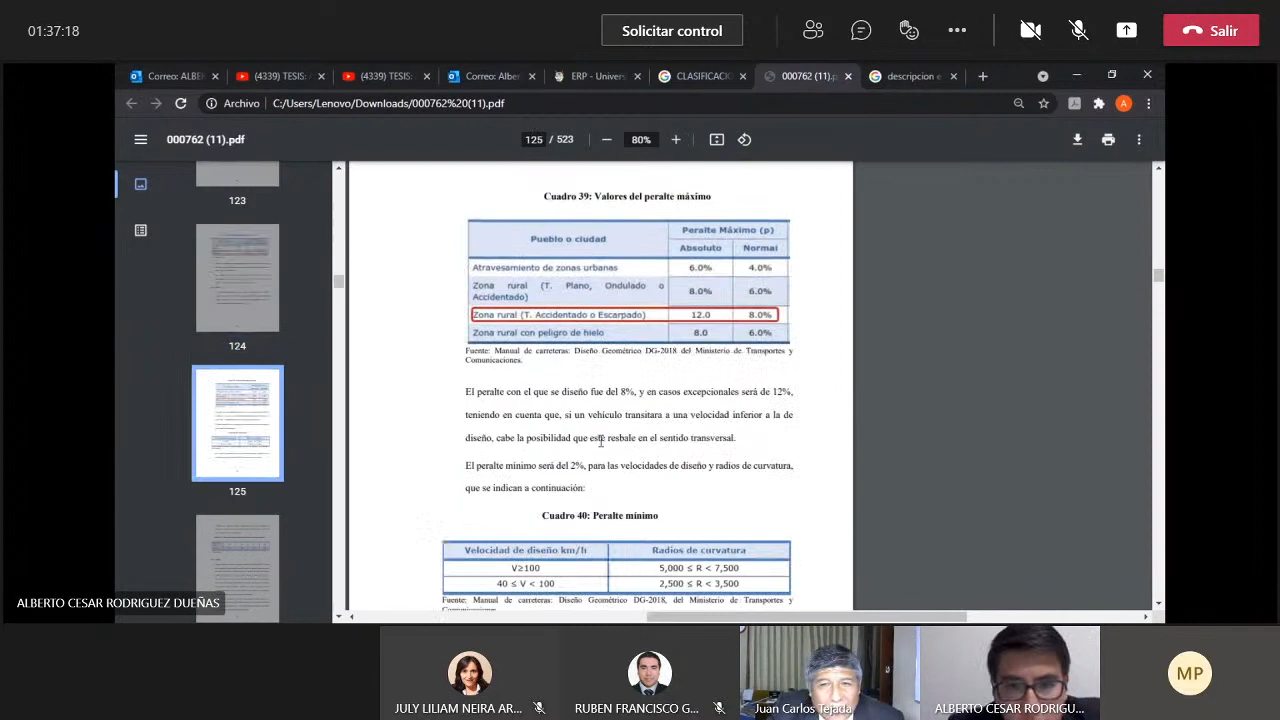 01:37:18
Solicitar control
Salir
Correo: ALBER
(4339) TESIS:
(4339) TESIS:
Correo: Alber
ERP - Univers
CLASIFICACIO
000762 (11).p
descripcion e
Archivo
C:/Users/Lenovo/Downloads/000762%20(11).pdf
A
000762 (11).pdf
125 / 523
80%
123
124
125
Cuadro 39: Valores del peralte máximo
Pueblo o ciudad
Peralte Máximo (p)
Absoluto Normal
Atravesamiento de zonas urbanas 6.0% 4.0%
Zona rural (T. Plano, Ondulado o
Accidentado) 8.0% 6.0%
Zona rural (T. Accidentado o Escarpado) 12.0 8.0%
Zona rural con peligro de hielo 8.0 6.0%
Fuente: Manual de carreteras: Diseño Geométrico DG-2018 del Ministerio de Transportes y
Comunicaciones.
El peralte con el que se diseño fue del 8%, y en casos excepcionales será de 12%,
teniendo en cuenta que, si un vehículo transitara a una velocidad inferior a la de
diseño, cabe la posibilidad que este resbale en el sentido transversal.
El peralte mínimo será del 2%, para las velocidades de diseño y radios de curvatura,
que se indican a continuación:
Cuadro 40: Peralte mínimo
Velocidad de diseño km/h Radios de curvatura
V≥100 5,000 ≤ R < 7,500
40 ≤ V < 100 2,500 ≤ R < 3,500
Fuente: Manual de carreteras: Diseño Geométrico DG-2018, del Ministerio de Transportes y
ALBERTO CESAR RODRIGUEZ DUEÑAS
MP
JULY LILIAM NEIRA AR...
RUBEN FRANCISCO G...
Juan Carlos Tejada
ALBERTO CESAR RODRIGU...